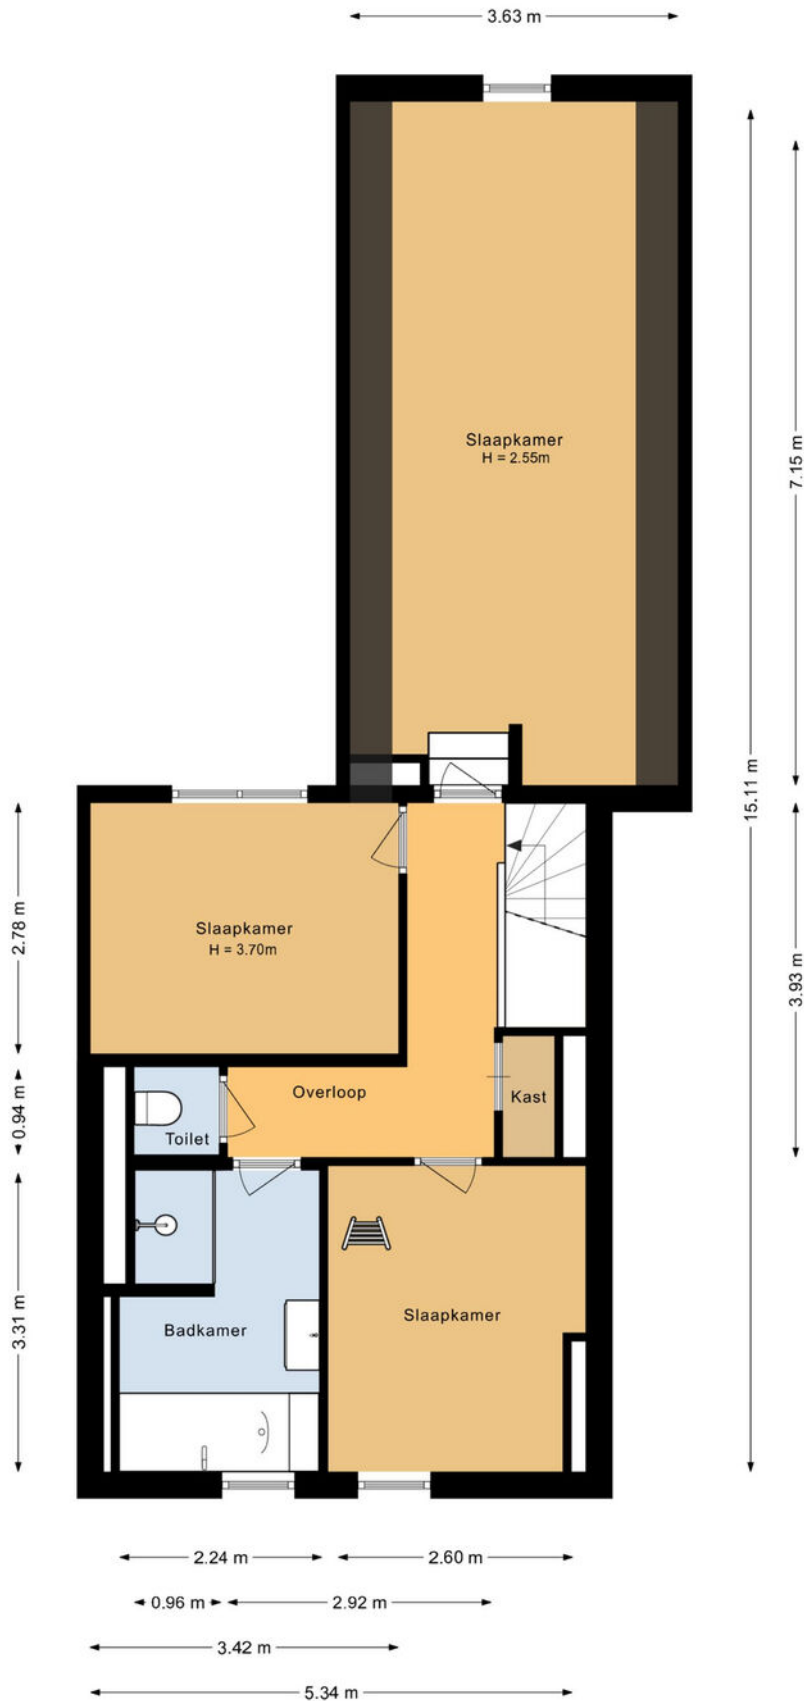 3.63 m
Slaapkamer
H = 2.55m
7.15 m
15.11 m
Slaapkamer
H = 3.70m
2.78 m
3.93 m
Overloop
Kast
0.94 m
Toilet
Slaapkamer
Badkamer
3.31 m
2.24 m
2.60 m
0.96 m
2.92 m
3.42 m
5.34 m